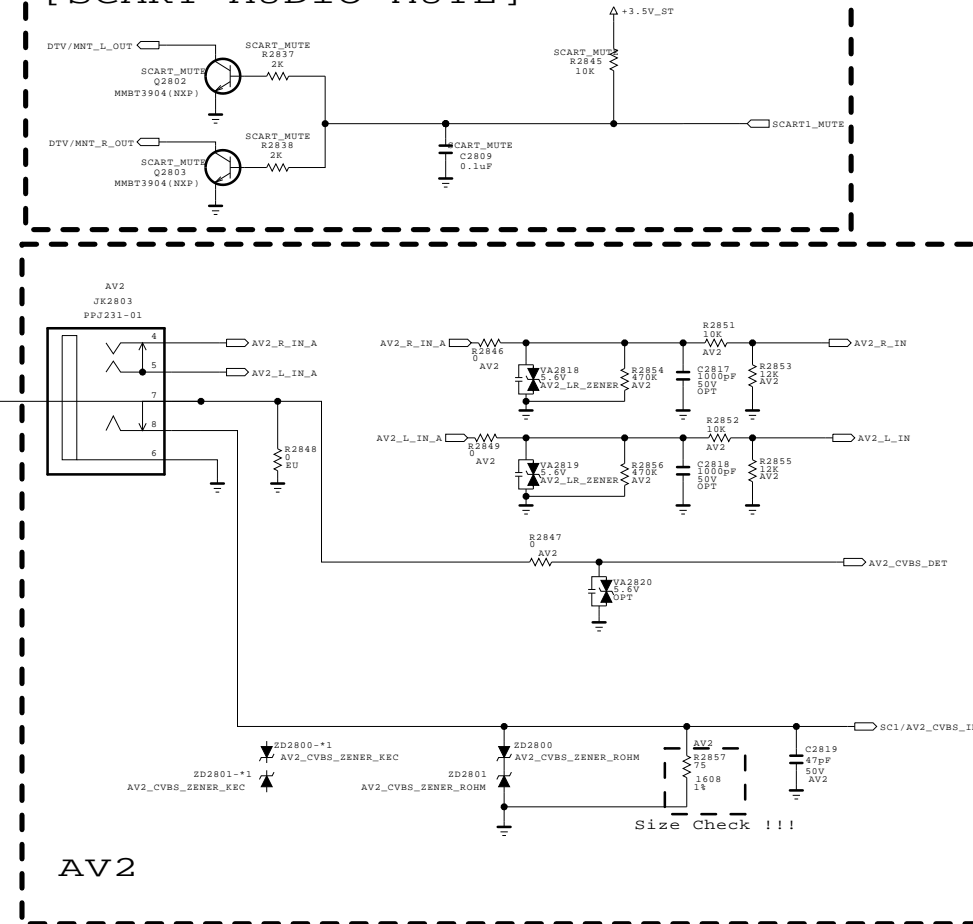 [SCART AUDIO MUTE]
+3.5V_ST
DTV/MNT_L_OUT
SCART_MUTE
R2837
2K
SCART_MUTE
Q2802
MMBT3904(NXP)
SCART_MUTE
R2845
10K
SCART1_MUTE
DTV/MNT_R_OUT
SCART_MUTE
R2838
2K
SCART_MUTE
Q2803
MMBT3904(NXP)
SCART_MUTE
C2809
0.1uF
AV2
JK2803
PPJ231-01
4
5
7
8
6
AV2_R_IN_A
AV2_L_IN_A
R2848
0
EU
AV2_R_IN_A
R2846
0
AV2
VA2818
5.6V
AV2_LR_ZENER
R2854
470K
AV2
C2817
1000pF
50V
OPT
R2851
10K
AV2
R2853
12K
AV2
AV2_R_IN
AV2_L_IN_A
R2849
0
AV2
VA2819
5.6V
AV2_LR_ZENER
R2856
470K
AV2
C2818
1000pF
50V
OPT
R2852
10K
AV2
R2855
12K
AV2
AV2_L_IN
R2847
0
AV2
AV2_CVBS_DET
VA2820
5.6V
OPT
SC1/AV2_CVBS_I
ZD2800-*1
AV2_CVBS_ZENER_KEC
ZD2801-*1
AV2_CVBS_ZENER_KEC
ZD2800
AV2_CVBS_ZENER_ROHM
ZD2801
AV2_CVBS_ZENER_ROHM
AV2
R2857
75
1608
1%
C2819
47pF
50V
AV2
Size Check !!!
AV2